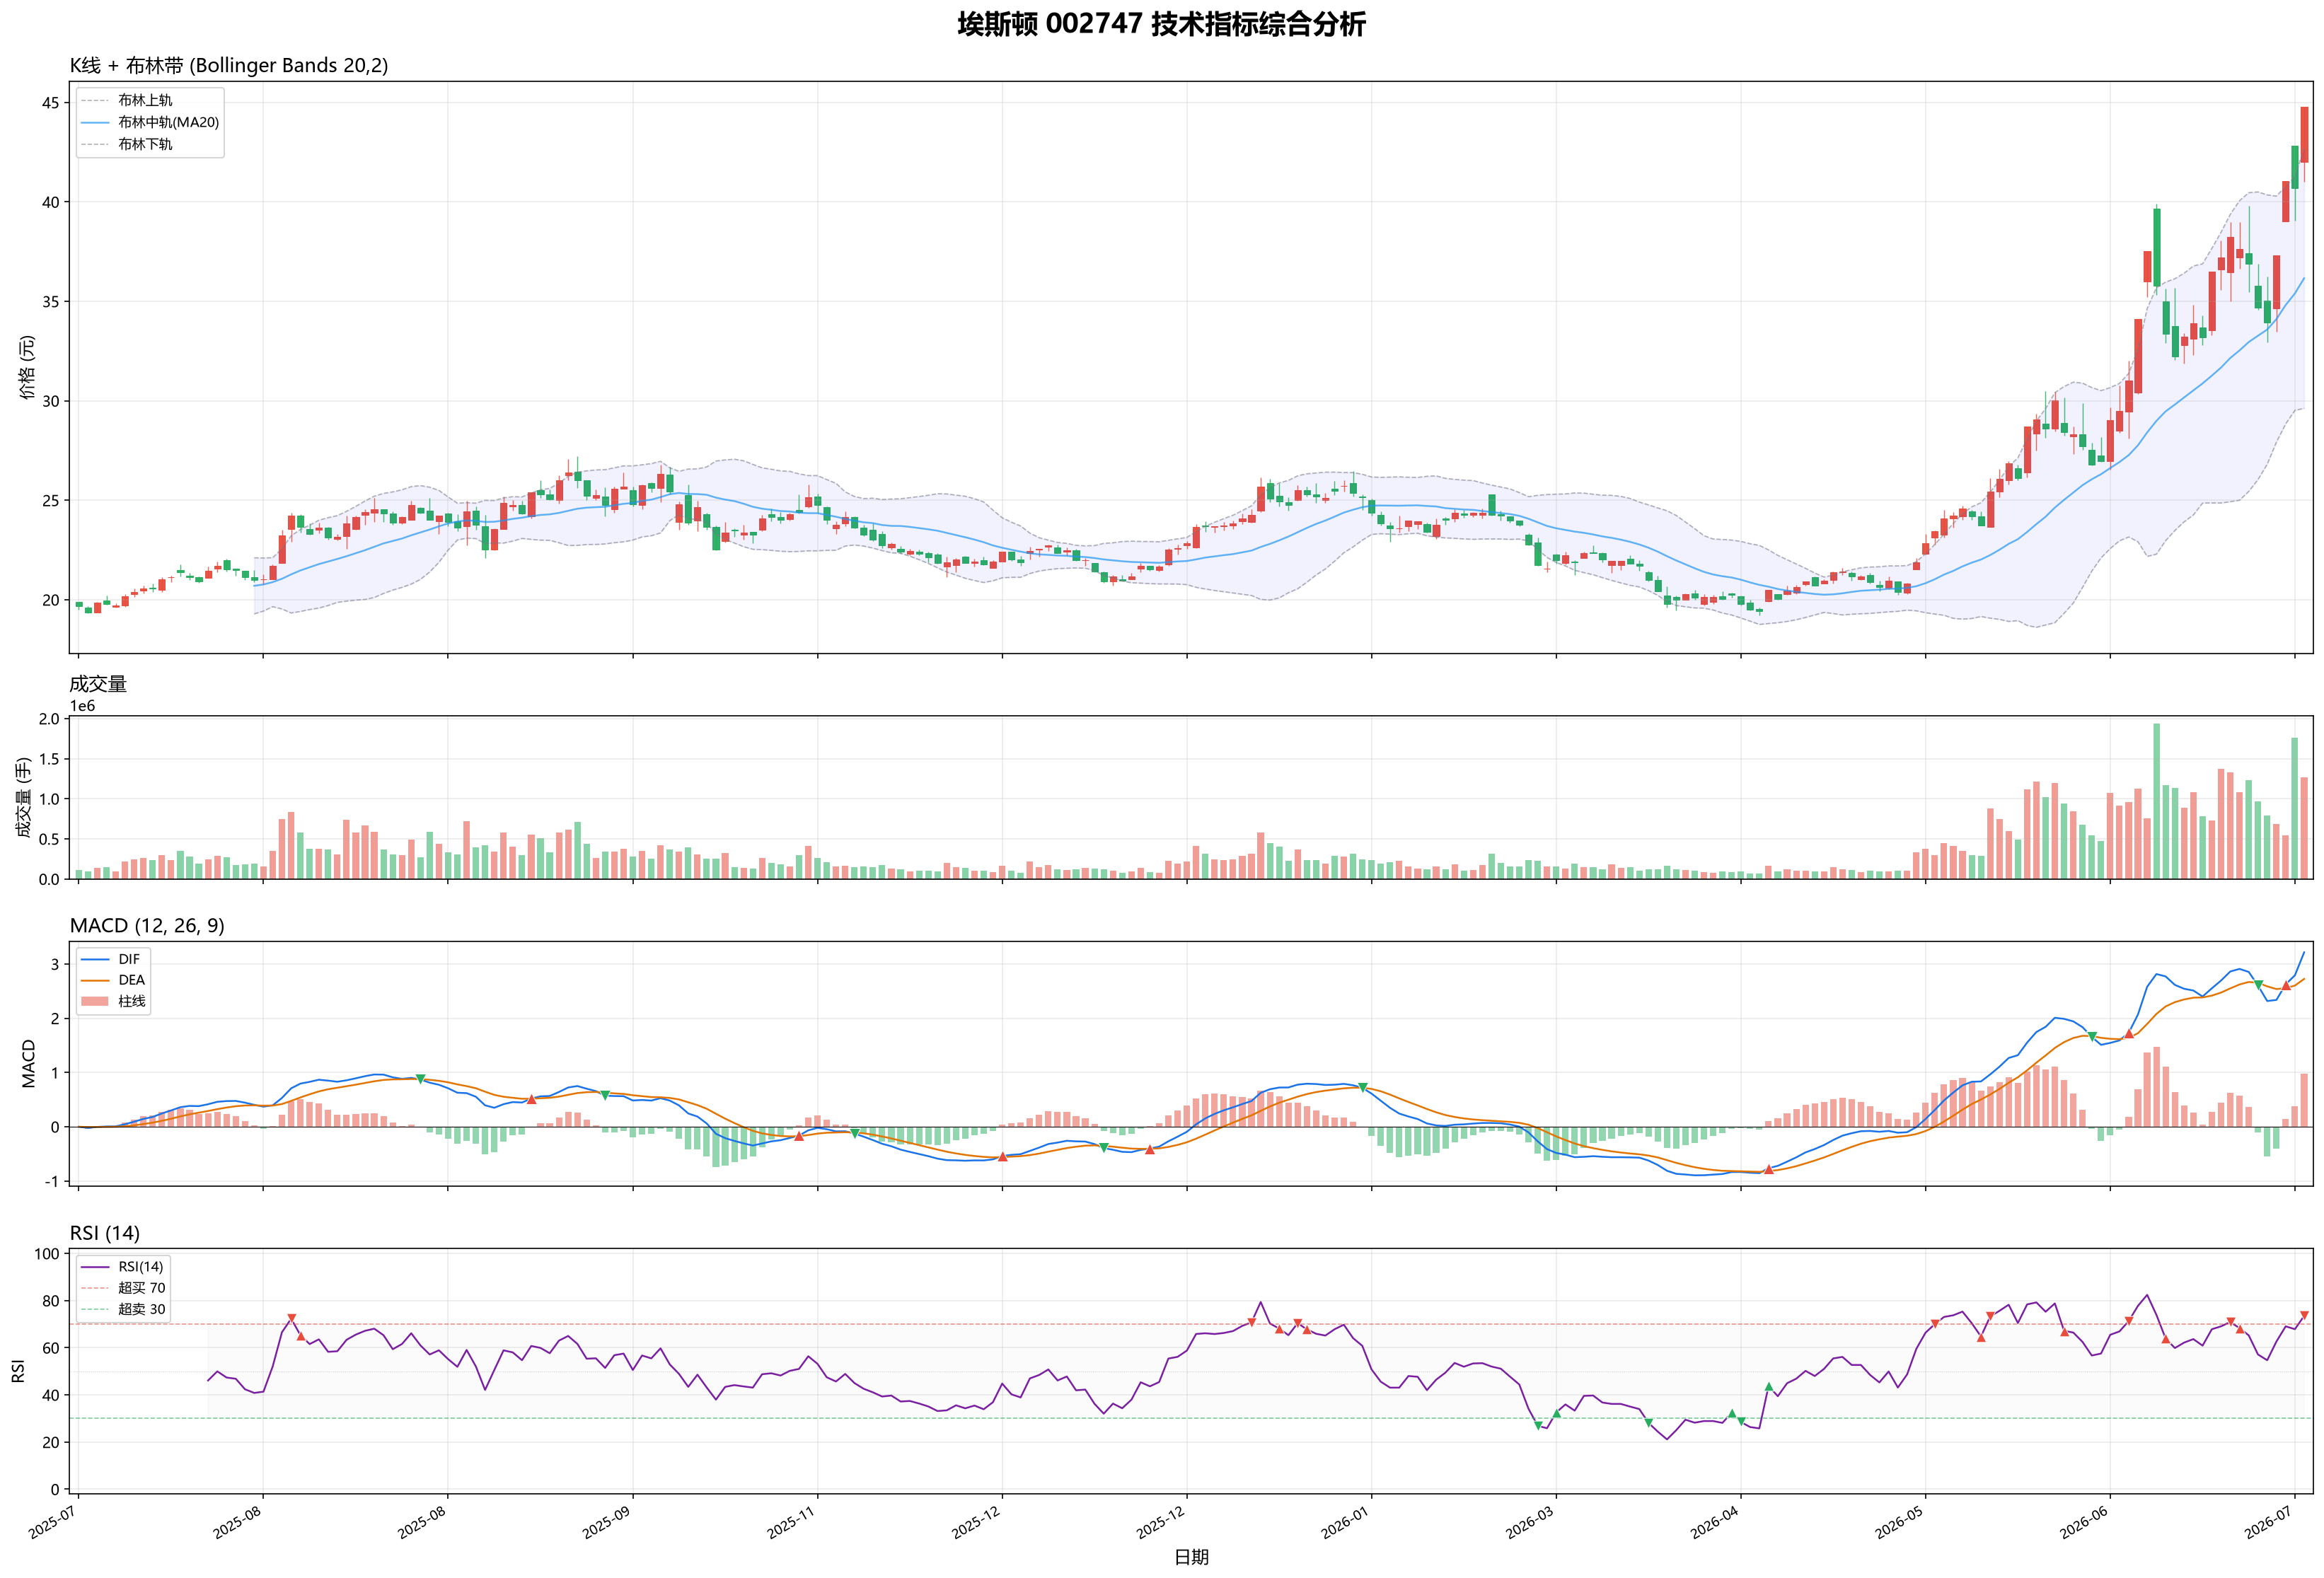 埃斯顿 002747 技术指标综合分析
K线 + 布林带 (Bollinger Bands 20,2)
布林上轨
布林中轨(MA20)
布林下轨
价格 (元)
45
40
35
30
25
20
成交量
1e6
成交量 (手)
2.0
1.5
1.0
0.5
0.0
MACD (12, 26, 9)
DIF
DEA
柱线
MACD
3
2
1
0
-1
RSI (14)
RSI(14)
超买 70
超卖 30
RSI
100
80
60
40
20
0
2025-07
2025-08
2025-08
2025-09
2025-11
2025-12
2025-12
2026-01
2026-03
2026-04
2026-05
2026-06
2026-07
日期